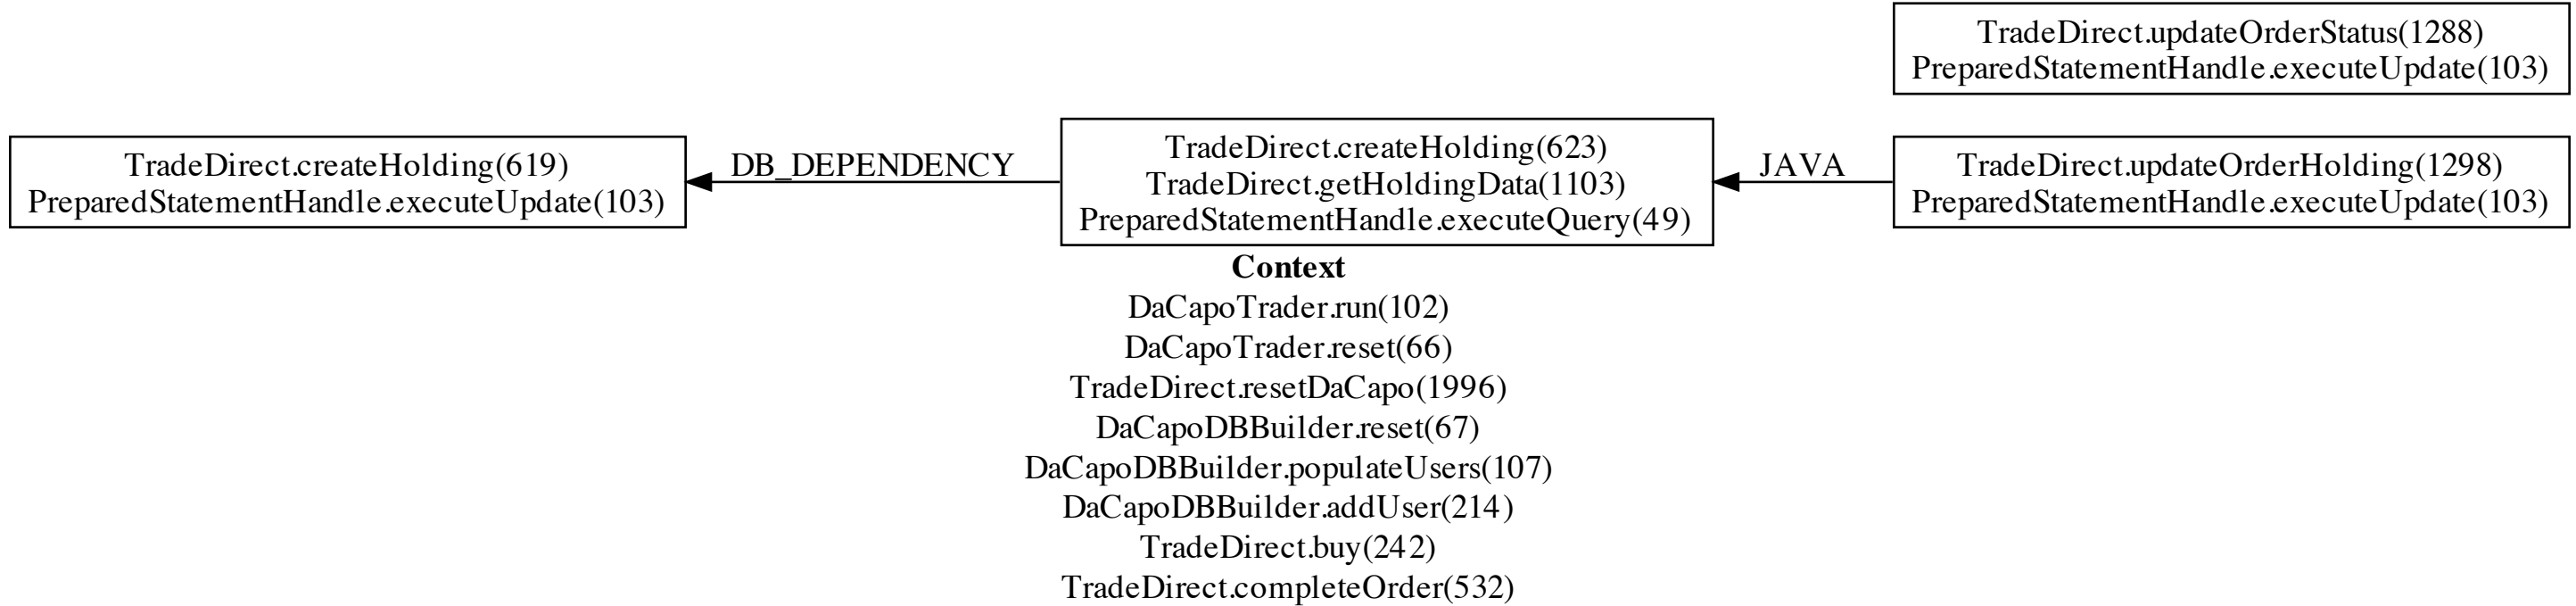 TradeDirect.updateOrderStatus(1288)
PreparedStatementHandle.executeUpdate(103)
TradeDirect.createHolding(619)
PreparedStatementHandle.executeUpdate(103)
DB_DEPENDENCY
TradeDirect.createHolding(623)
TradeDirect.getHoldingData(1103)
PreparedStatementHandle.executeQuery(49)
JAVA
TradeDirect.updateOrderHolding(1298)
PreparedStatementHandle.executeUpdate(103)
Context
DaCapoTrader.run(102)
DaCapoTrader.reset(66)
TradeDirect.resetDaCapo(1996)
DaCapoDBBuilder.reset(67)
DaCapoDBBuilder.populateUsers(107)
DaCapoDBBuilder.addUser(214)
TradeDirect.buy(242)
TradeDirect.completeOrder(532)